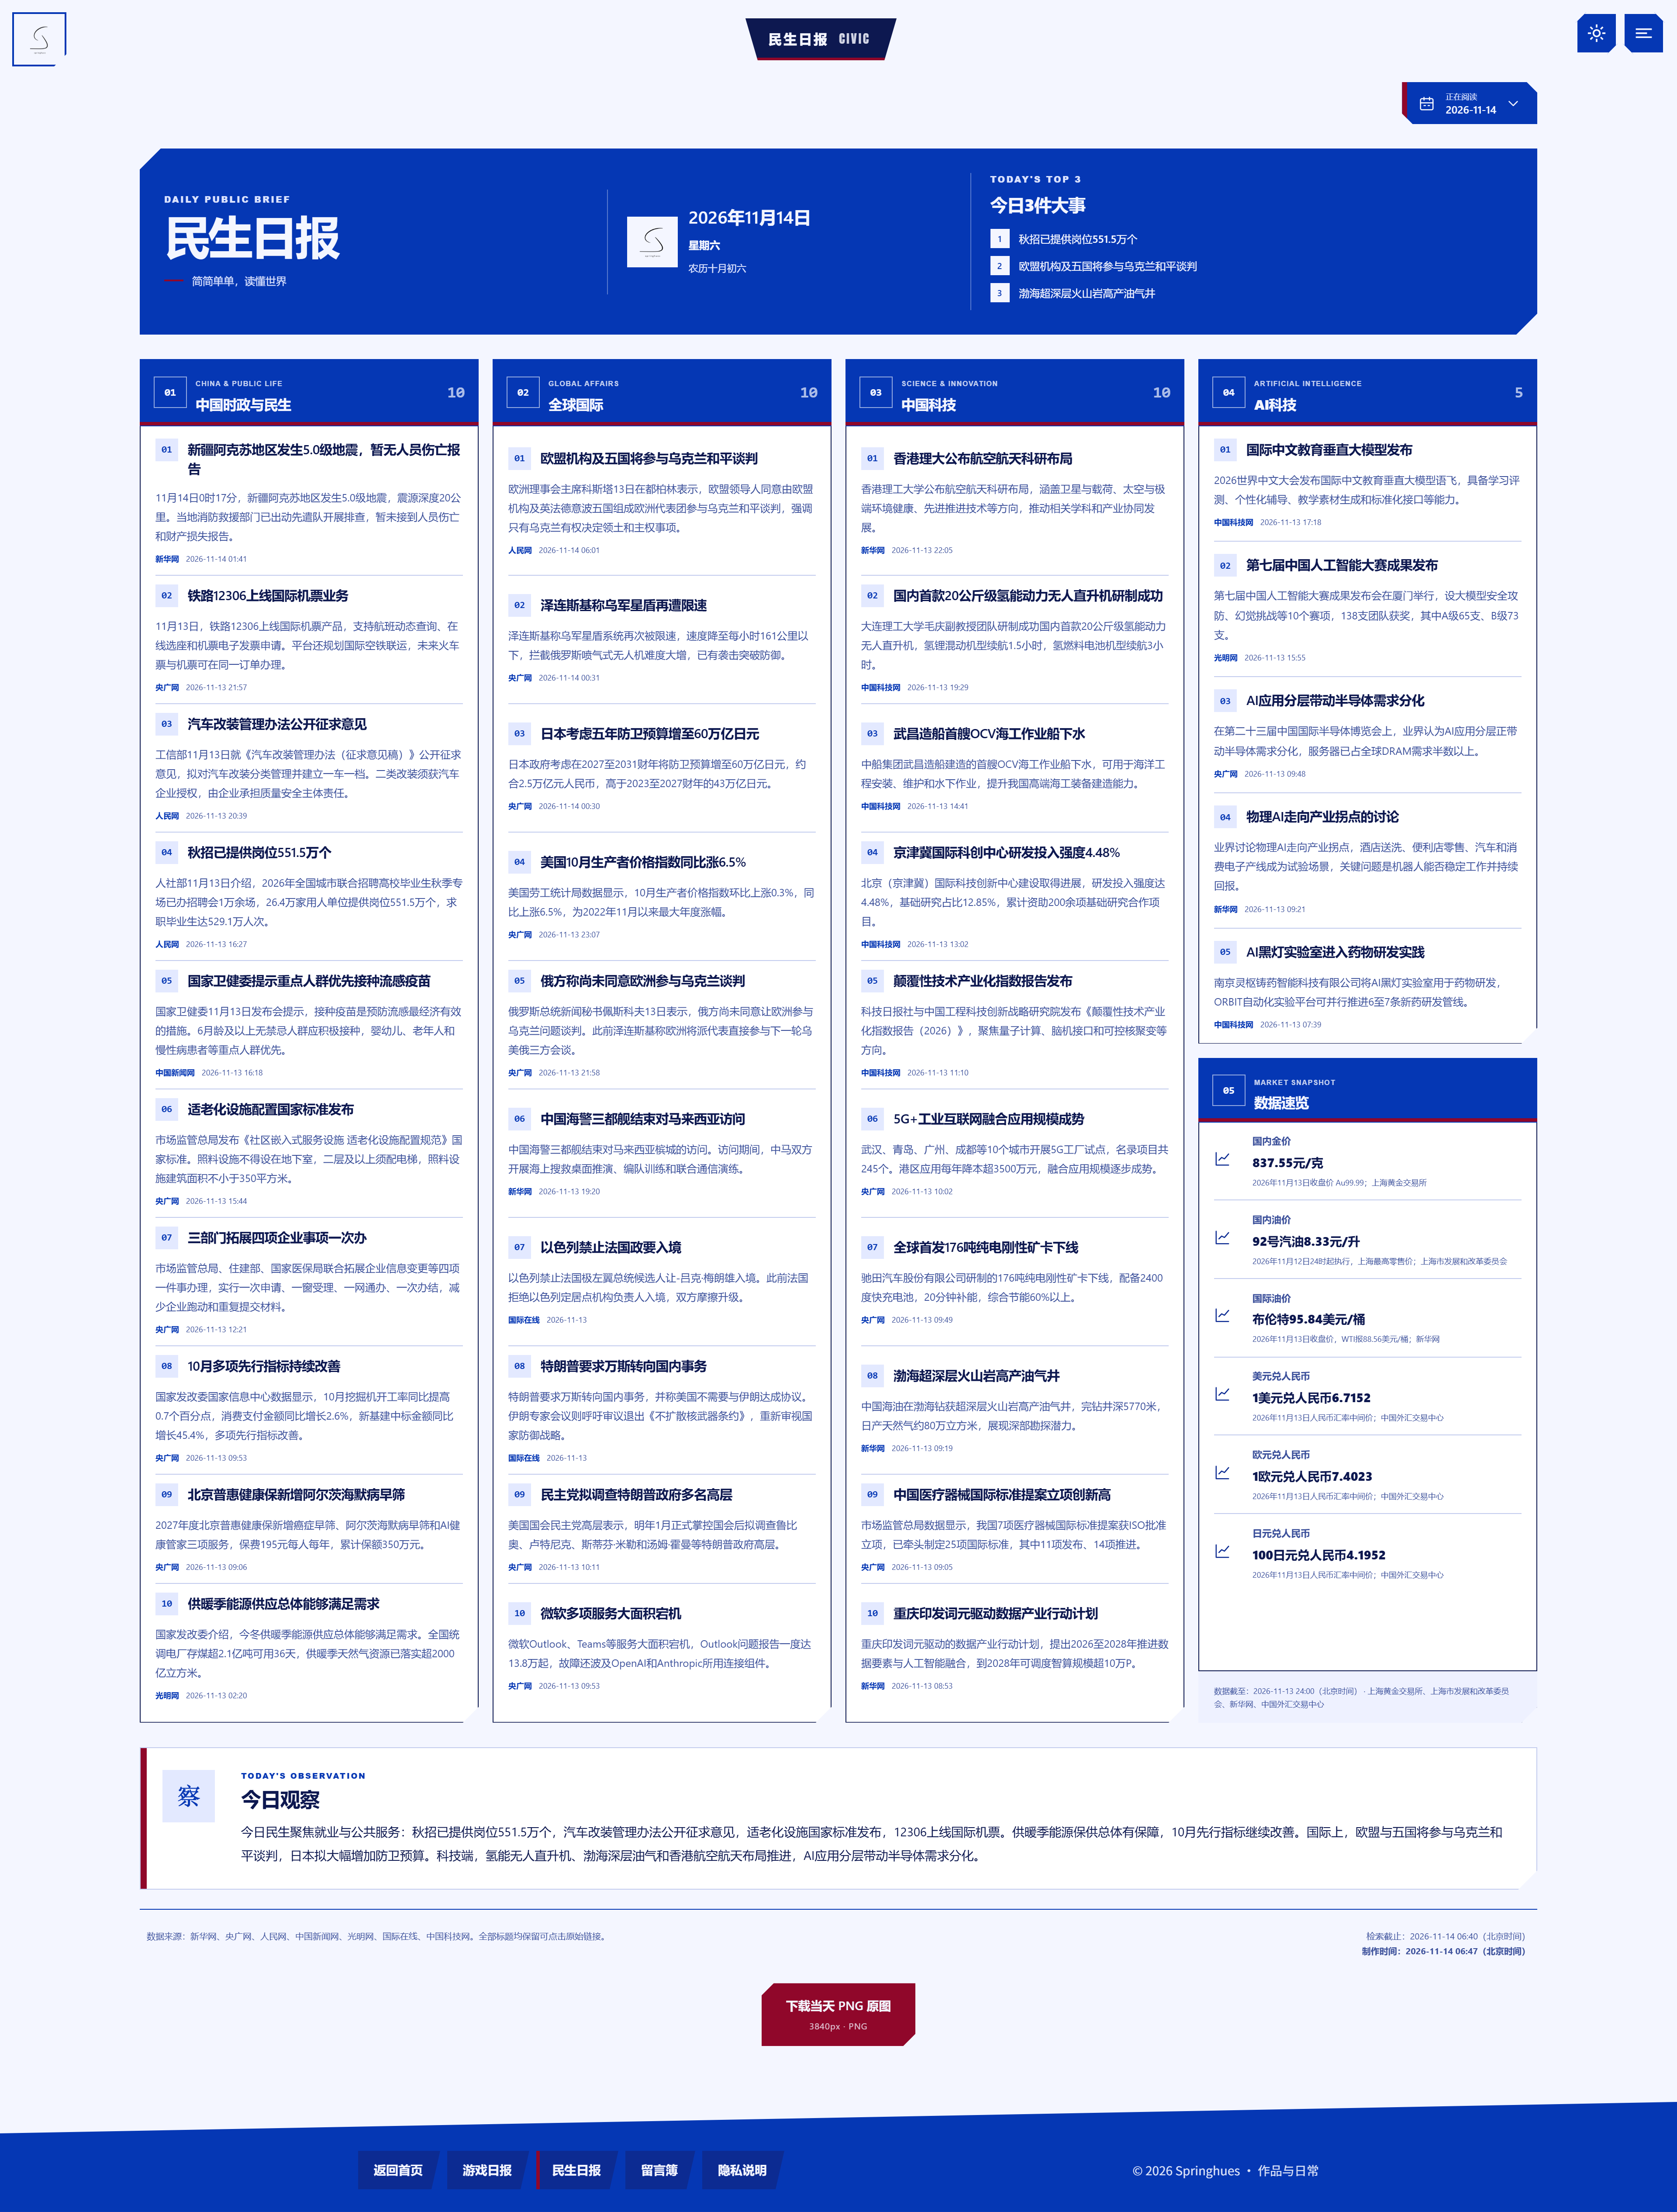 民生日报 CIVIC
正在阅读
2026-11-14
DAILY PUBLIC BRIEF
民生日报
简简单单，读懂世界
2026年11月14日
星期六
农历十月初六
TODAY'S TOP 3
今日3件大事
1 秋招已提供岗位551.5万个
2 欧盟机构及五国将参与乌克兰和平谈判
3 渤海超深层火山岩高产油气井
01 CHINA & PUBLIC LIFE
中国时政与民生 10
01 新疆阿克苏地区发生5.0级地震，暂无人员伤亡报
告
11月14日0时17分，新疆阿克苏地区发生5.0级地震，震源深度20公
里。当地消防救援部门已出动先遣队开展排查，暂未接到人员伤亡
和财产损失报告。
新华网 2026-11-14 01:41
02 铁路12306上线国际机票业务
11月13日，铁路12306上线国际机票产品，支持航班动态查询、在
线选座和机票电子发票申请。平台还规划国际空铁联运，未来火车
票与机票可在同一订单办理。
央广网 2026-11-13 21:57
03 汽车改装管理办法公开征求意见
工信部11月13日就《汽车改装管理办法（征求意见稿）》公开征求
意见，拟对汽车改装分类管理并建立一车一档。二类改装须获汽车
企业授权，由企业承担质量安全主体责任。
人民网 2026-11-13 20:39
04 秋招已提供岗位551.5万个
人社部11月13日介绍，2026年全国城市联合招聘高校毕业生秋季专
场已办招聘会1万余场，26.4万家用人单位提供岗位551.5万个，求
职毕业生达529.1万人次。
人民网 2026-11-13 16:27
05 国家卫健委提示重点人群优先接种流感疫苗
国家卫健委11月13日发布会提示，接种疫苗是预防流感最经济有效
的措施。6月龄及以上无禁忌人群应积极接种，婴幼儿、老年人和
慢性病患者等重点人群优先。
中国新闻网 2026-11-13 16:18
06 适老化设施配置国家标准发布
市场监管总局发布《社区嵌入式服务设施 适老化设施配置规范》国
家标准。照料设施不得设在地下室，二层及以上须配电梯，照料设
施建筑面积不小于350平方米。
央广网 2026-11-13 15:44
07 三部门拓展四项企业事项一次办
市场监管总局、住建部、国家医保局联合拓展企业信息变更等四项
一件事办理，实行一次申请、一窗受理、一网通办、一次办结，减
少企业跑动和重复提交材料。
央广网 2026-11-13 12:21
08 10月多项先行指标持续改善
国家发改委国家信息中心数据显示，10月挖掘机开工率同比提高
0.7个百分点，消费支付金额同比增长2.6%，新基建中标金额同比
增长45.4%，多项先行指标改善。
央广网 2026-11-13 09:53
09 北京普惠健康保新增阿尔茨海默病早筛
2027年度北京普惠健康保新增癌症早筛、阿尔茨海默病早筛和AI健
康管家三项服务，保费195元每人每年，累计保额350万元。
央广网 2026-11-13 09:06
10 供暖季能源供应总体能够满足需求
国家发改委介绍，今冬供暖季能源供应总体能够满足需求。全国统
调电厂存煤超2.1亿吨可用36天，供暖季天然气资源已落实超2000
亿立方米。
光明网 2026-11-13 02:20
02 GLOBAL AFFAIRS
全球国际 10
01 欧盟机构及五国将参与乌克兰和平谈判
欧洲理事会主席科斯塔13日在都柏林表示，欧盟领导人同意由欧盟
机构及英法德意波五国组成欧洲代表团参与乌克兰和平谈判，强调
只有乌克兰有权决定领土和主权事项。
人民网 2026-11-14 06:01
02 泽连斯基称乌军星盾再遭限速
泽连斯基称乌军星盾系统再次被限速，速度降至每小时161公里以
下，拦截俄罗斯喷气式无人机难度大增，已有袭击突破防御。
央广网 2026-11-14 00:31
03 日本考虑五年防卫预算增至60万亿日元
日本政府考虑在2027至2031财年将防卫预算增至60万亿日元，约
合2.5万亿元人民币，高于2023至2027财年的43万亿日元。
央广网 2026-11-14 00:30
04 美国10月生产者价格指数同比涨6.5%
美国劳工统计局数据显示，10月生产者价格指数环比上涨0.3%，同
比上涨6.5%，为2022年11月以来最大年度涨幅。
央广网 2026-11-13 23:07
05 俄方称尚未同意欧洲参与乌克兰谈判
俄罗斯总统新闻秘书佩斯科夫13日表示，俄方尚未同意让欧洲参与
乌克兰问题谈判。此前泽连斯基称欧洲将派代表直接参与下一轮乌
美俄三方会谈。
央广网 2026-11-13 21:58
06 中国海警三都舰结束对马来西亚访问
中国海警三都舰结束对马来西亚槟城的访问。访问期间，中马双方
开展海上搜救桌面推演、编队训练和联合通信演练。
新华网 2026-11-13 19:20
07 以色列禁止法国政要入境
以色列禁止法国极左翼总统候选人让-吕克·梅朗雄入境。此前法国
拒绝以色列定居点机构负责人入境，双方摩擦升级。
国际在线 2026-11-13
08 特朗普要求万斯转向国内事务
特朗普要求万斯转向国内事务，并称美国不需要与伊朗达成协议。
伊朗专家会议则呼吁审议退出《不扩散核武器条约》，重新审视国
家防御战略。
国际在线 2026-11-13
09 民主党拟调查特朗普政府多名高层
美国国会民主党高层表示，明年1月正式掌控国会后拟调查鲁比
奥、卢特尼克、斯蒂芬·米勒和汤姆·霍曼等特朗普政府高层。
央广网 2026-11-13 10:11
10 微软多项服务大面积宕机
微软Outlook、Teams等服务大面积宕机，Outlook问题报告一度达
13.8万起，故障还波及OpenAI和Anthropic所用连接组件。
央广网 2026-11-13 09:53
03 SCIENCE & INNOVATION
中国科技 10
01 香港理大公布航空航天科研布局
香港理工大学公布航空航天科研布局，涵盖卫星与载荷、太空与极
端环境健康、先进推进技术等方向，推动相关学科和产业协同发
展。
新华网 2026-11-13 22:05
02 国内首款20公斤级氢能动力无人直升机研制成功
大连理工大学毛庆副教授团队研制成功国内首款20公斤级氢能动力
无人直升机，氢锂混动机型续航1.5小时，氢燃料电池机型续航3小
时。
中国科技网 2026-11-13 19:29
03 武昌造船首艘OCV海工作业船下水
中船集团武昌造船建造的首艘OCV海工作业船下水，可用于海洋工
程安装、维护和水下作业，提升我国高端海工装备建造能力。
中国科技网 2026-11-13 14:41
04 京津冀国际科创中心研发投入强度4.48%
北京（京津冀）国际科技创新中心建设取得进展，研发投入强度达
4.48%，基础研究占比12.85%，累计资助200余项基础研究合作项
目。
中国科技网 2026-11-13 13:02
05 颠覆性技术产业化指数报告发布
科技日报社与中国工程科技创新战略研究院发布《颠覆性技术产业
化指数报告（2026）》，聚焦量子计算、脑机接口和可控核聚变等
方向。
中国科技网 2026-11-13 11:10
06 5G+工业互联网融合应用规模成势
武汉、青岛、广州、成都等10个城市开展5G工厂试点，名录项目共
245个。港区应用每年降本超3500万元，融合应用规模逐步成势。
央广网 2026-11-13 10:02
07 全球首发176吨纯电刚性矿卡下线
驰田汽车股份有限公司研制的176吨纯电刚性矿卡下线，配备2400
度快充电池，20分钟补能，综合节能60%以上。
央广网 2026-11-13 09:49
08 渤海超深层火山岩高产油气井
中国海油在渤海钻获超深层火山岩高产油气井，完钻井深5770米，
日产天然气约80万立方米，展现深部勘探潜力。
新华网 2026-11-13 09:19
09 中国医疗器械国际标准提案立项创新高
市场监管总局数据显示，我国7项医疗器械国际标准提案获ISO批准
立项，已牵头制定25项国际标准，其中11项发布、14项推进。
央广网 2026-11-13 09:05
10 重庆印发词元驱动数据产业行动计划
重庆印发词元驱动的数据产业行动计划，提出2026至2028年推进数
据要素与人工智能融合，到2028年可调度智算规模超10万P。
新华网 2026-11-13 08:53
04 ARTIFICIAL INTELLIGENCE
AI科技 5
01 国际中文教育垂直大模型发布
2026世界中文大会发布国际中文教育垂直大模型语飞，具备学习评
测、个性化辅导、教学素材生成和标准化接口等能力。
中国科技网 2026-11-13 17:18
02 第七届中国人工智能大赛成果发布
第七届中国人工智能大赛成果发布会在厦门举行，设大模型安全攻
防、幻觉挑战等10个赛项，138支团队获奖，其中A级65支、B级73
支。
光明网 2026-11-13 15:55
03 AI应用分层带动半导体需求分化
在第二十三届中国国际半导体博览会上，业界认为AI应用分层正带
动半导体需求分化，服务器已占全球DRAM需求半数以上。
央广网 2026-11-13 09:48
04 物理AI走向产业拐点的讨论
业界讨论物理AI走向产业拐点，酒店送洗、便利店零售、汽车和消
费电子产线成为试验场景，关键问题是机器人能否稳定工作并持续
回报。
新华网 2026-11-13 09:21
05 AI黑灯实验室进入药物研发实践
南京灵枢铸药智能科技有限公司将AI黑灯实验室用于药物研发，
ORBIT自动化实验平台可并行推进6至7条新药研发管线。
中国科技网 2026-11-13 07:39
05 MARKET SNAPSHOT
数据速览
国内金价
837.55元/克
2026年11月13日收盘价 Au99.99；上海黄金交易所
国内油价
92号汽油8.33元/升
2026年11月12日24时起执行，上海最高零售价；上海市发展和改革委员会
国际油价
布伦特95.84美元/桶
2026年11月13日收盘价，WTI报88.56美元/桶；新华网
美元兑人民币
1美元兑人民币6.7152
2026年11月13日人民币汇率中间价；中国外汇交易中心
欧元兑人民币
1欧元兑人民币7.4023
2026年11月13日人民币汇率中间价；中国外汇交易中心
日元兑人民币
100日元兑人民币4.1952
2026年11月13日人民币汇率中间价；中国外汇交易中心
数据截至：2026-11-13 24:00（北京时间） · 上海黄金交易所、上海市发展和改革委员
会、新华网、中国外汇交易中心
察
TODAY'S OBSERVATION
今日观察
今日民生聚焦就业与公共服务：秋招已提供岗位551.5万个，汽车改装管理办法公开征求意见，适老化设施国家标准发布，12306上线国际机票。供暖季能源保供总体有保障，10月先行指标继续改善。国际上，欧盟与五国将参与乌克兰和
平谈判，日本拟大幅增加防卫预算。科技端，氢能无人直升机、渤海深层油气和香港航空航天布局推进，AI应用分层带动半导体需求分化。
数据来源：新华网、央广网、人民网、中国新闻网、光明网、国际在线、中国科技网。全部标题均保留可点击原始链接。
检索截止：2026-11-14 06:40（北京时间）
制作时间：2026-11-14 06:47（北京时间）
下载当天 PNG 原图
3840px · PNG
返回首页 游戏日报 民生日报 留言簿 隐私说明
© 2026 Springhues • 作品与日常